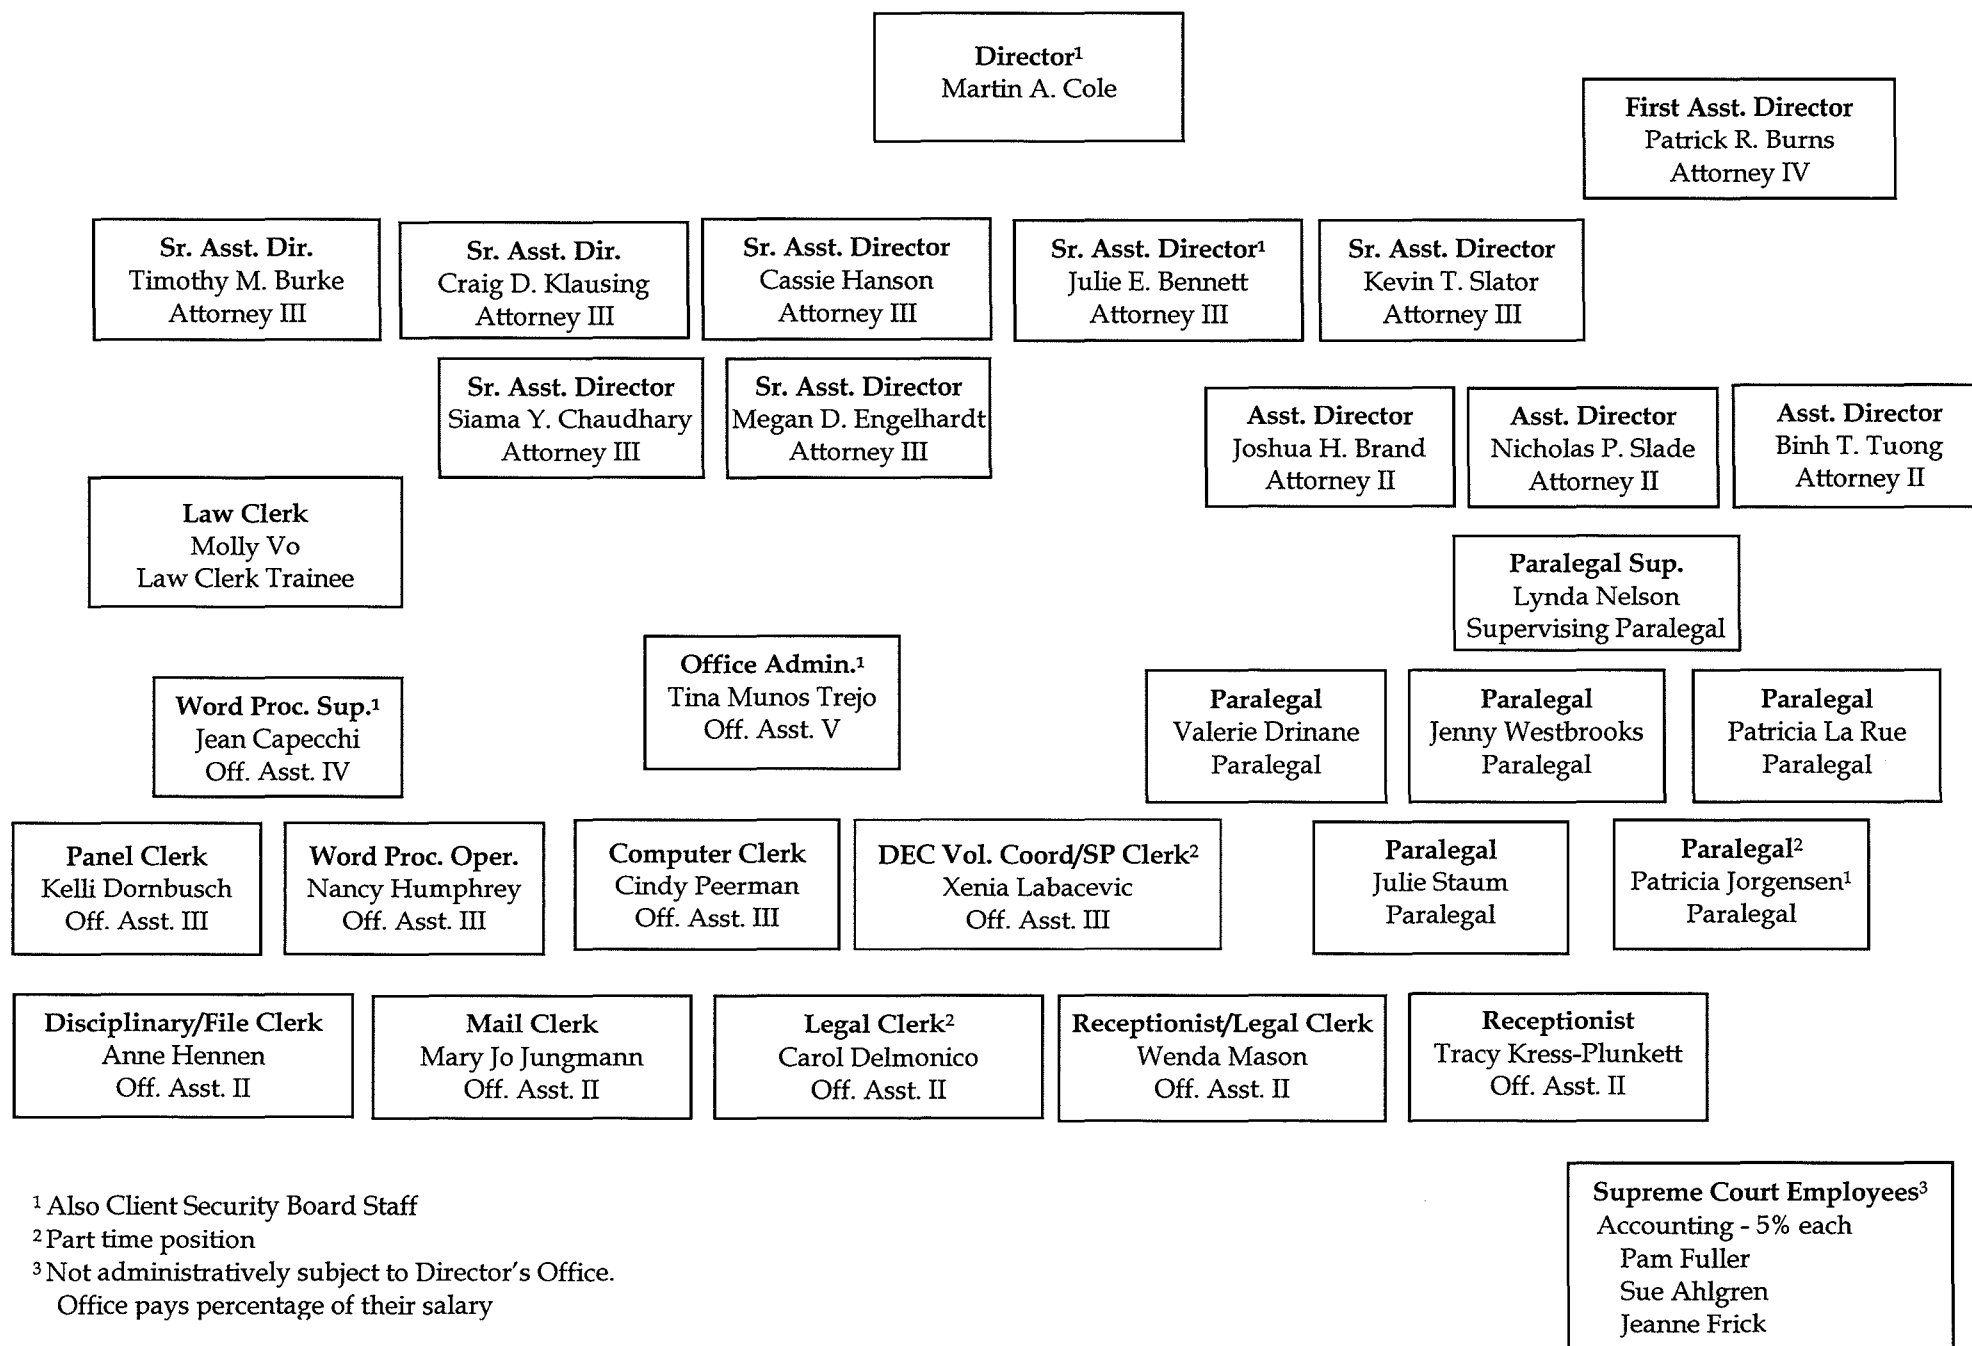 Director¹
Martin A. Cole
First Asst. Director
Patrick R. Burns
Attorney IV
Sr. Asst. Dir.
Timothy M. Burke
Attorney III
Sr. Asst. Dir.
Craig D. Klausing
Attorney III
Sr. Asst. Director
Cassie Hanson
Attorney III
Sr. Asst. Director¹
Julie E. Bennett
Attorney III
Sr. Asst. Director
Kevin T. Slator
Attorney III
Sr. Asst. Director
Siama Y. Chaudhary
Attorney III
Sr. Asst. Director
Megan D. Engelhardt
Attorney III
Asst. Director
Joshua H. Brand
Attorney II
Asst. Director
Nicholas P. Slade
Attorney II
Asst. Director
Binh T. Tuong
Attorney II
Law Clerk
Molly Vo
Law Clerk Trainee
Paralegal Sup.
Lynda Nelson
Supervising Paralegal
Office Admin.¹
Tina Munos Trejo
Off. Asst. V
Word Proc. Sup.¹
Jean Capecchi
Off. Asst. IV
Paralegal
Valerie Drinane
Paralegal
Paralegal
Jenny Westbrooks
Paralegal
Paralegal
Patricia La Rue
Paralegal
Panel Clerk
Kelli Dornbusch
Off. Asst. III
Word Proc. Oper.
Nancy Humphrey
Off. Asst. III
Computer Clerk
Cindy Peerman
Off. Asst. III
DEC Vol. Coord/SP Clerk²
Xenia Labacevic
Off. Asst. III
Paralegal
Julie Staum
Paralegal
Paralegal²
Patricia Jorgensen¹
Paralegal
Disciplinary/File Clerk
Anne Hennen
Off. Asst. II
Mail Clerk
Mary Jo Jungmann
Off. Asst. II
Legal Clerk²
Carol Delmonico
Off. Asst. II
Receptionist/Legal Clerk
Wenda Mason
Off. Asst. II
Receptionist
Tracy Kress-Plunkett
Off. Asst. II
¹ Also Client Security Board Staff
² Part time position
³ Not administratively subject to Director's Office.
Office pays percentage of their salary
Supreme Court Employees³
Accounting - 5% each
Pam Fuller
Sue Ahlgren
Jeanne Frick